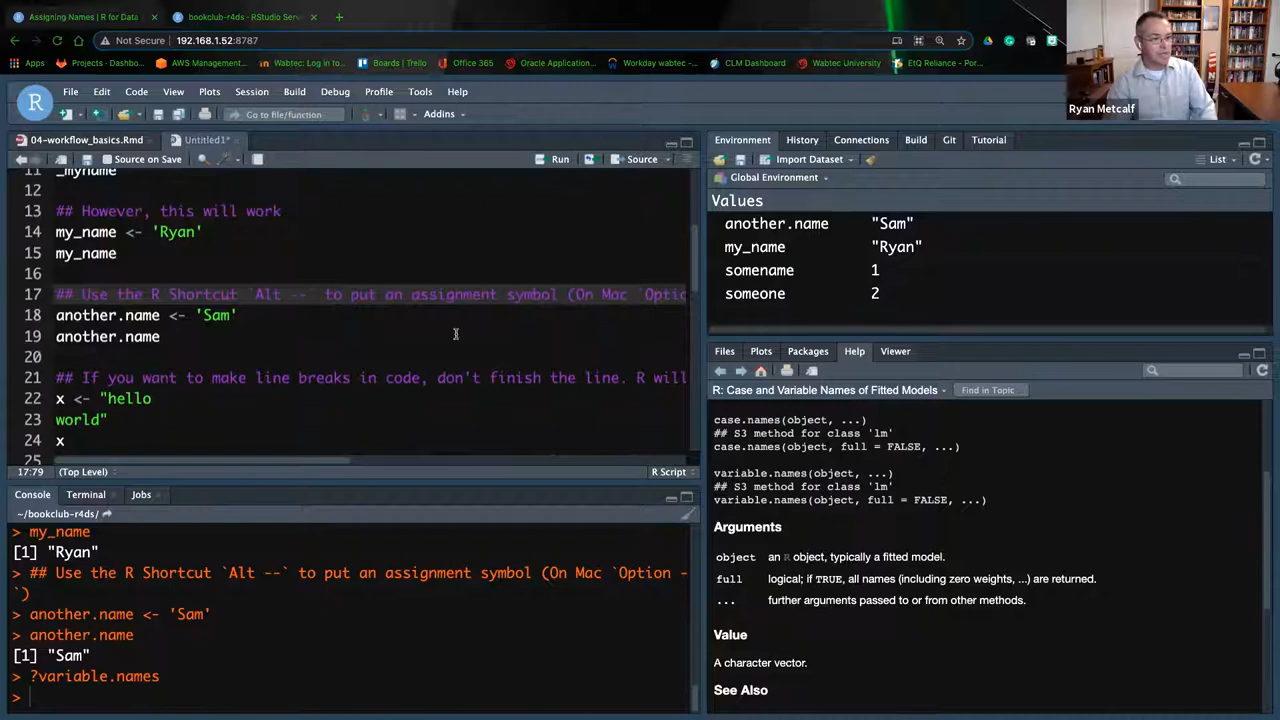 Assigning Names | R for Data
bookclub-r4ds - RStudio Serv
Not Secure 192.168.1.52:8787
Apps Projects - Dashbo... AWS Management... Wabtec: Log in to... Boards | Trello Office 365 Oracle Application... Workday wabtec -... CLM Dashboard Wabtec University EtQ Reliance - Por...
Ryan Metcalf
R File Edit Code View Plots Session Build Debug Profile Tools Help
Go to file/function Addins
04-workflow_basics.Rmd Untitled1*
Source on Save Run Source
11 _myname
12
13 ## However, this will work
14 my_name <- 'Ryan'
15 my_name
16
17 ## Use the R Shortcut `Alt --` to put an assignment symbol (On Mac `Optio
18 another.name <- 'Sam'
19 another.name
20
21 ## If you want to make line breaks in code, don't finish the line. R will
22 x <- "hello
23 world"
24 x
25
17:79 (Top Level) R Script
Console Terminal Jobs
~/bookclub-r4ds/
> my_name
[1] "Ryan"
> ## Use the R Shortcut `Alt --` to put an assignment symbol (On Mac `Option -
`)
> another.name <- 'Sam'
> another.name
[1] "Sam"
> ?variable.names
>
Environment History Connections Build Git Tutorial
Import Dataset List
Global Environment
Values
another.name "Sam"
my_name "Ryan"
somename 1
someone 2
Files Plots Packages Help Viewer
R: Case and Variable Names of Fitted Models Find in Topic
case.names(object, ...)
## S3 method for class 'lm'
case.names(object, full = FALSE, ...)
variable.names(object, ...)
## S3 method for class 'lm'
variable.names(object, full = FALSE, ...)
Arguments
object an R object, typically a fitted model.
full logical; if TRUE, all names (including zero weights, ...) are returned.
... further arguments passed to or from other methods.
Value
A character vector.
See Also